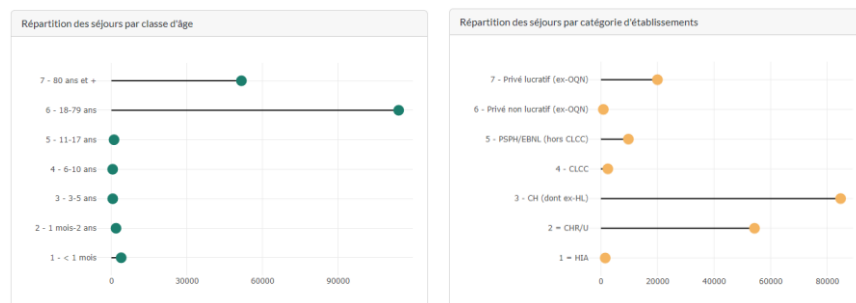 Répartition des séjours par classe d'âge
7 - 80 ans et +
6 - 18-79 ans
5 - 11-17 ans
4 - 6-10 ans
3 - 3-5 ans
2 - 1 mois-2 ans
1 - < 1 mois
0 30000 60000 90000
Répartition des séjours par catégorie d'établissements
7 - Privé lucratif (ex-OQN)
6 - Privé non lucratif (ex-OQN)
5 - PSPH/EBNL (hors CLCC)
4 - CLCC
3 - CH (dont ex-HL)
2 = CHR/U
1 = HIA
0 20000 40000 60000 80000